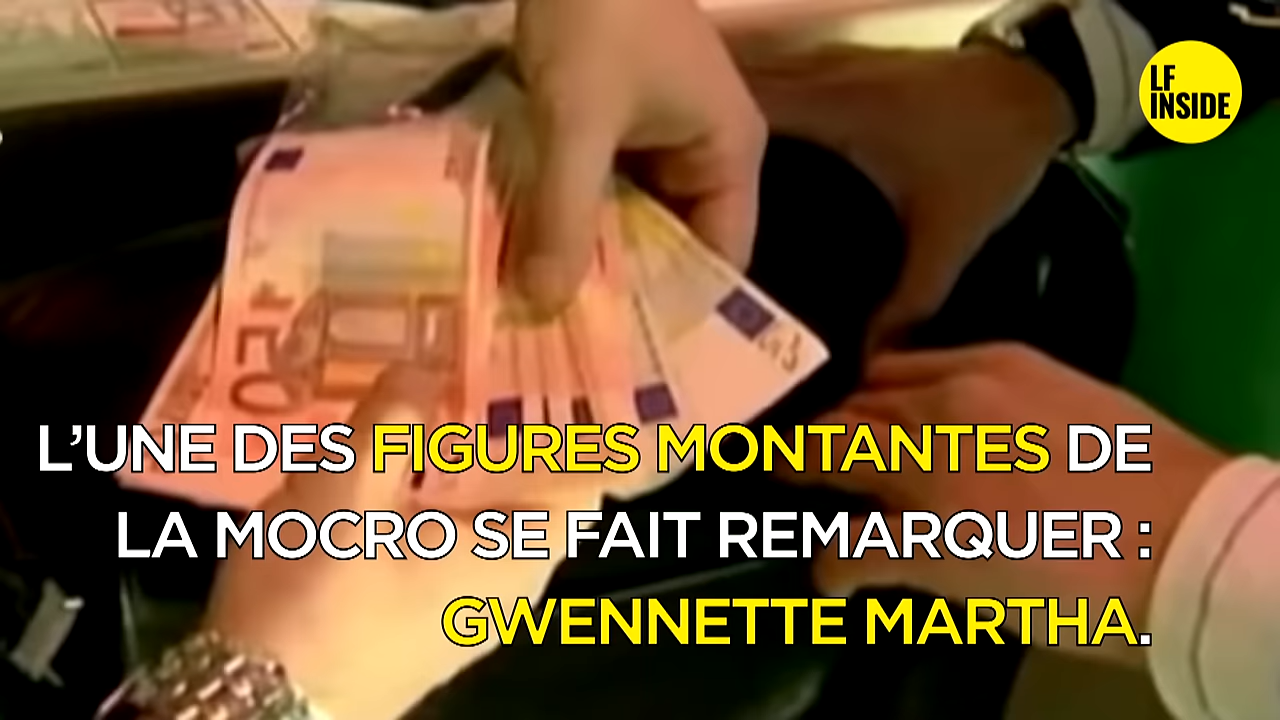 LF
INSIDE
L'UNE DES FIGURES MONTANTES DE
LA MOCRO SE FAIT REMARQUER :
GWENNETTE MARTHA.